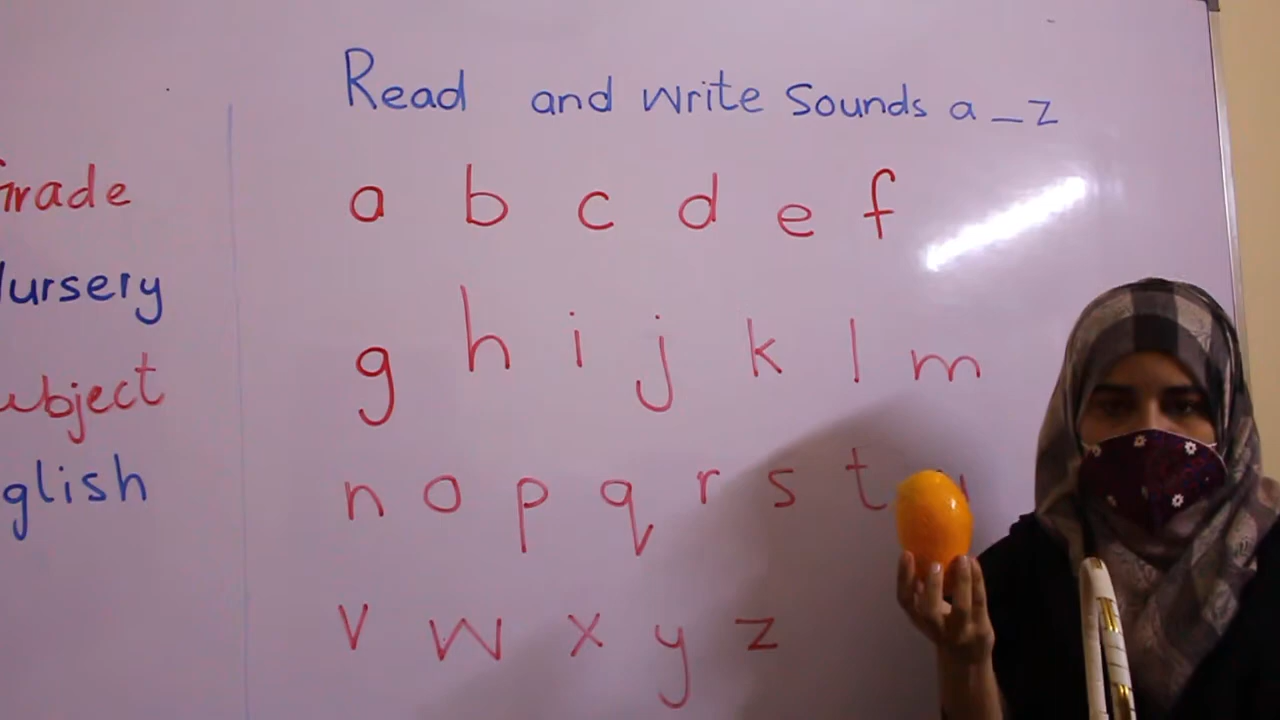 Read and write Sounds a_z
a b c d e f
g h i j k l m
n o p q r s t
v w x y z